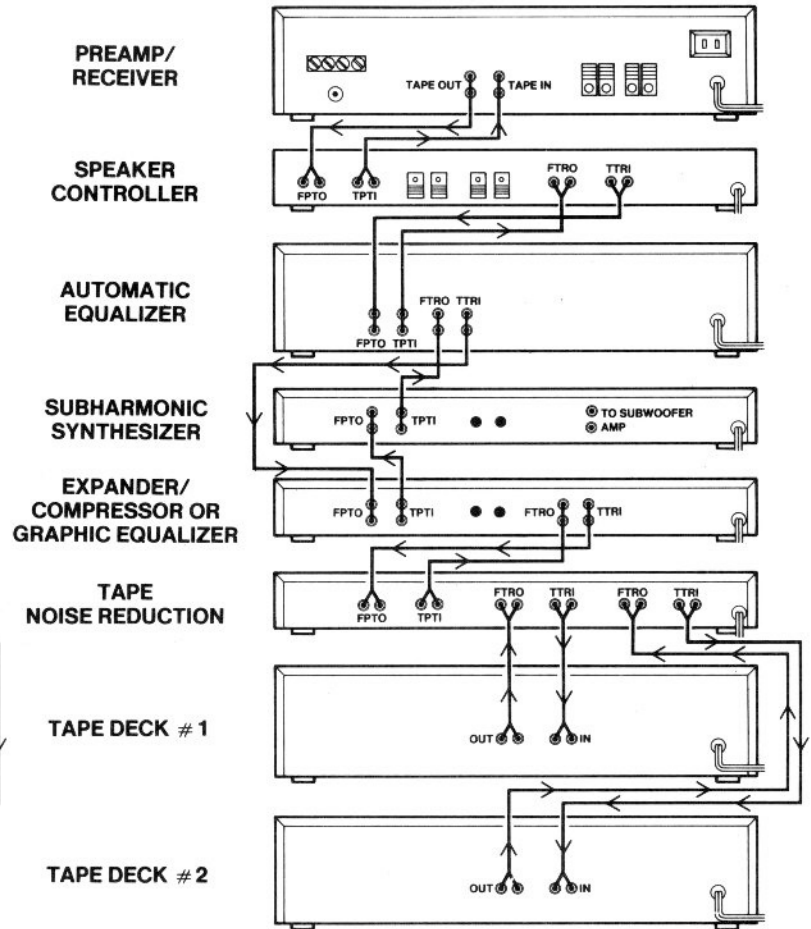 PREAMP/
RECEIVER
TAPE OUT TAPE IN
SPEAKER
CONTROLLER
FTRO TTRI
FPTO TPTI
AUTOMATIC
EQUALIZER
FTRO TTRI
FPTO TPTI
SUBHARMONIC
SYNTHESIZER
FPTO TPTI
TO SUBWOOFER
AMP
EXPANDER/
COMPRESSOR OR
GRAPHIC EQUALIZER
FPTO TPTI FTRO TTRI
TAPE
NOISE REDUCTION
FTRO TTRI FTRO TTRI
FPTO TPTI
TAPE DECK #1
OUT IN
TAPE DECK #2
OUT IN